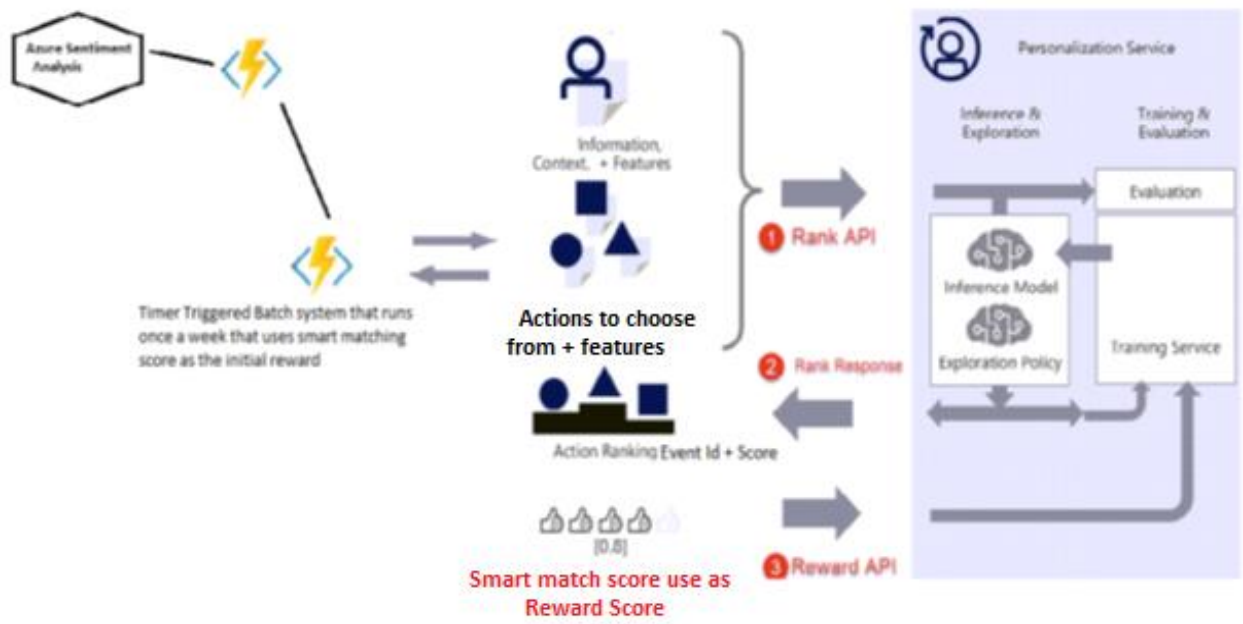 Azure Sentiment
Analysis
Timer Triggered Batch system that runs
once a week that uses smart matching
score as the initial reward
Information,
Context, + Features
Actions to choose
from + features
Action Ranking Event Id + Score
[0.8]
Smart match score use as
Reward Score
1 Rank API
2 Rank Response
3 Reward API
Personalization Service
Inference &
Exploration
Training &
Evaluation
Evaluation
Inference Model
Exploration Policy
Training Service